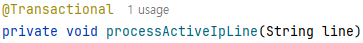 @Transactional 1 usage
private void processActiveIpLine(String line)